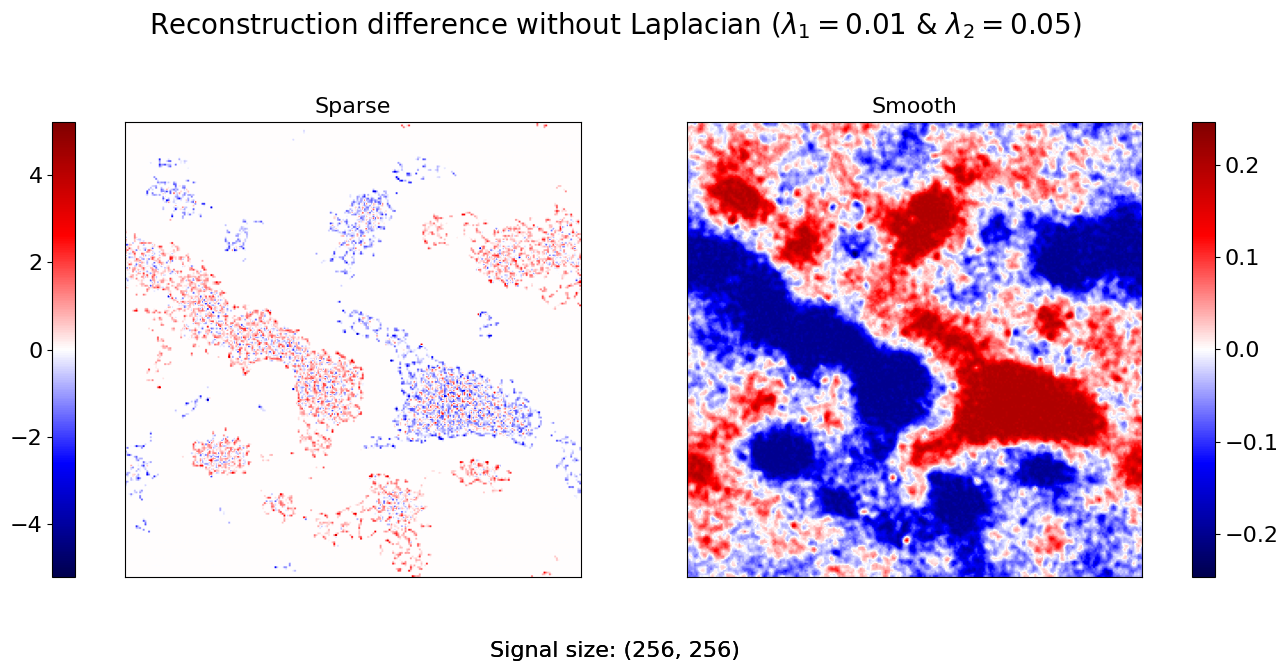 Reconstruction difference without Laplacian (λ₁ = 0.01 & λ₂ = 0.05)
Sparse
Smooth
4
2
0
−2
−4
0.2
0.1
0.0
−0.1
−0.2
Signal size: (256, 256)